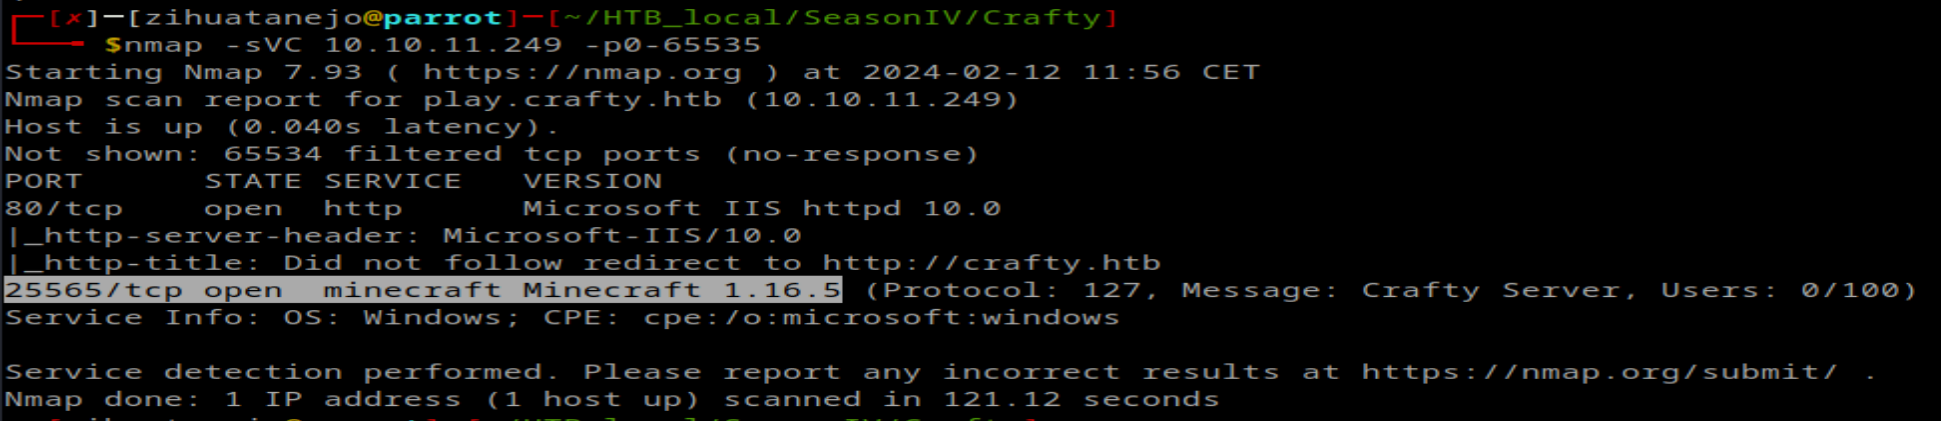 ┌─[✗]─[zihuatanejo@parrot]─[~/HTB_local/SeasonIV/Crafty]
└──╼ $nmap -sVC 10.10.11.249 -p0-65535
Starting Nmap 7.93 ( https://nmap.org ) at 2024-02-12 11:56 CET
Nmap scan report for play.crafty.htb (10.10.11.249)
Host is up (0.040s latency).
Not shown: 65534 filtered tcp ports (no-response)
PORT      STATE SERVICE   VERSION
80/tcp    open  http      Microsoft IIS httpd 10.0
|_http-server-header: Microsoft-IIS/10.0
|_http-title: Did not follow redirect to http://crafty.htb
25565/tcp open  minecraft Minecraft 1.16.5 (Protocol: 127, Message: Crafty Server, Users: 0/100)
Service Info: OS: Windows; CPE: cpe:/o:microsoft:windows

Service detection performed. Please report any incorrect results at https://nmap.org/submit/ .
Nmap done: 1 IP address (1 host up) scanned in 121.12 seconds